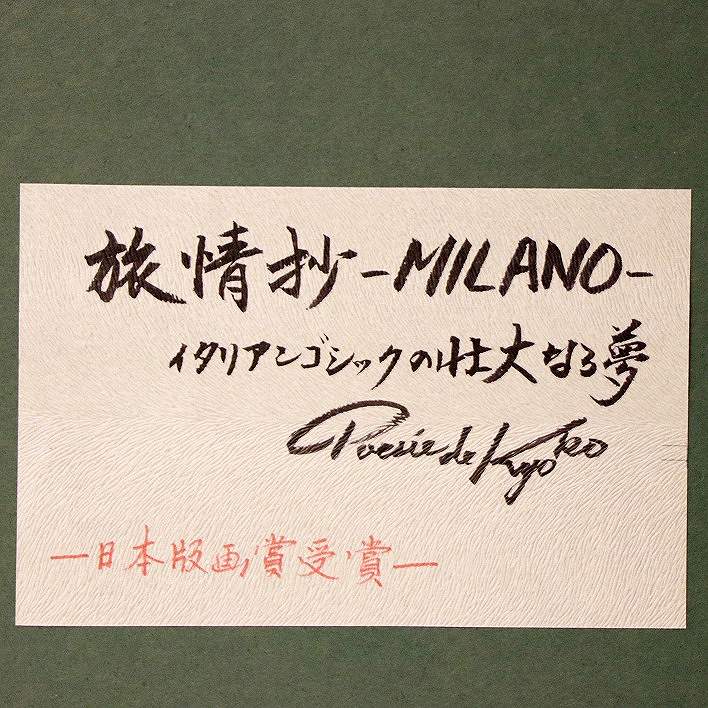 旅情抄-MILANO-
イタリアンゴシックの壮大なる夢
Poesie de Kyoko
—日本版画賞受賞—